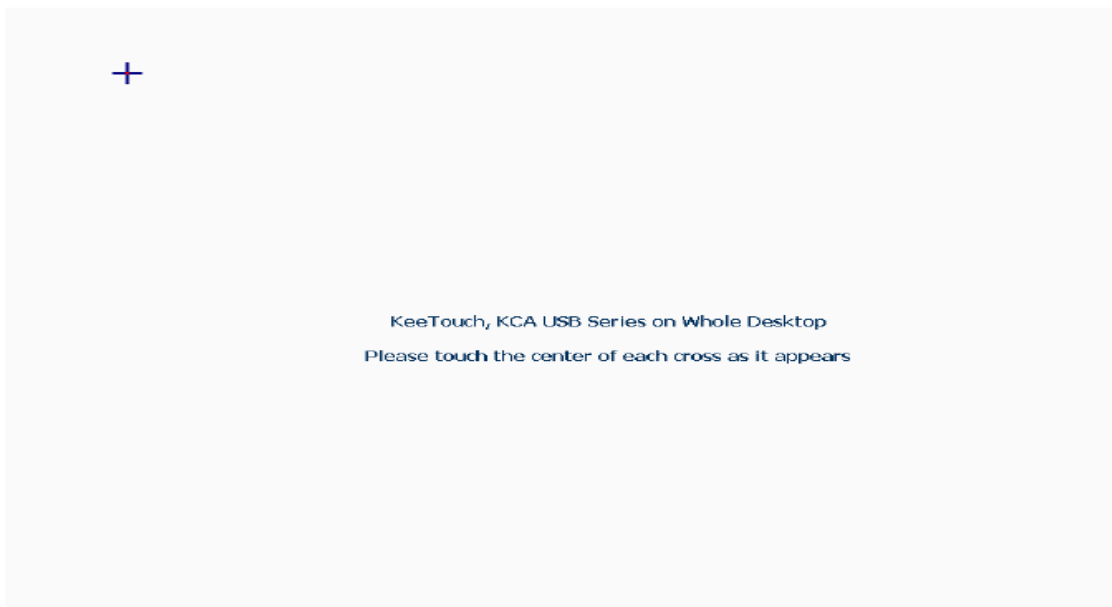 KeeTouch, KCA USB Series on Whole Desktop
Please touch the center of each cross as it appears